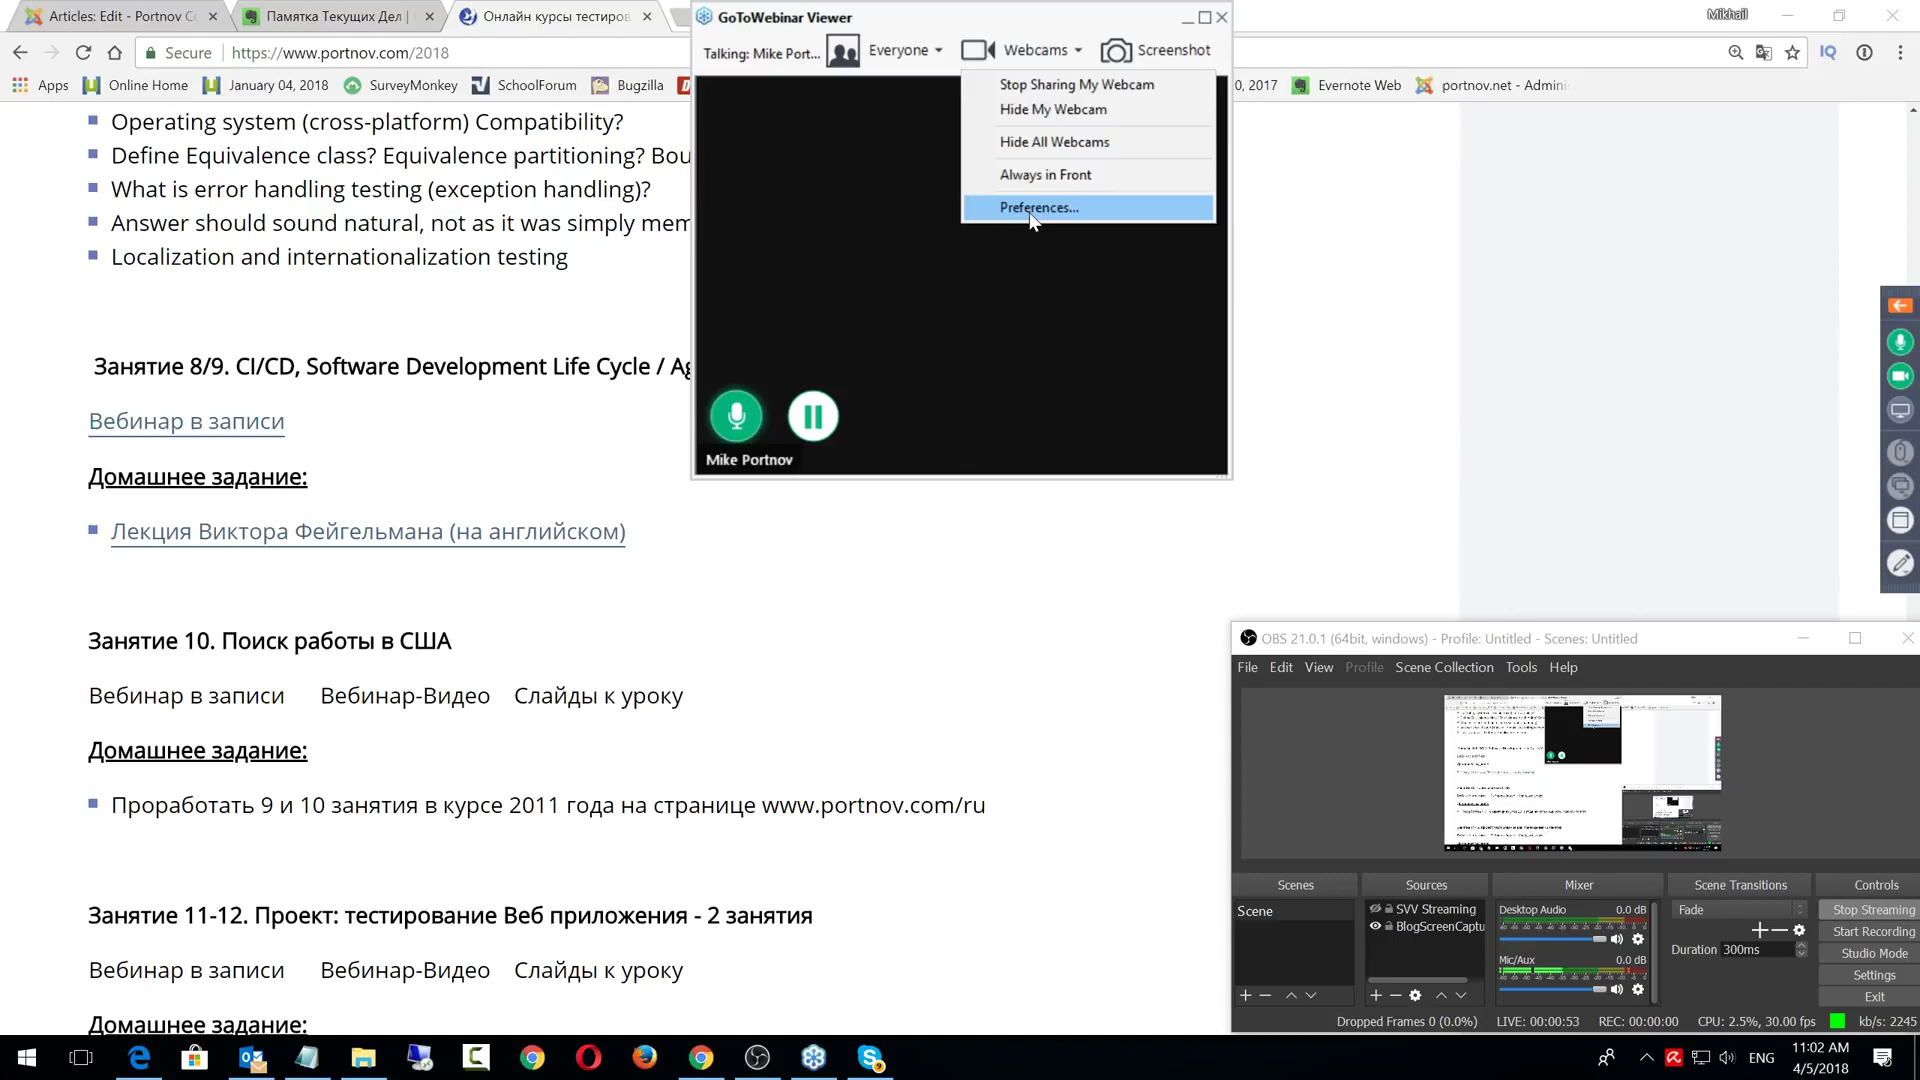 Articles: Edit - Portnov Co
Памятка Текущих Дел |
Онлайн курсы тестиров
Mikhail
Secure
https://www.portnov.com/2018
IQ
Apps
Online Home
January 04, 2018
SurveyMonkey
SchoolForum
Bugzilla
0, 2017
Evernote Web
portnov.net - Admini
GoToWebinar Viewer
Talking: Mike Port...
Everyone
Webcams
Screenshot
Stop Sharing My Webcam
Hide My Webcam
Hide All Webcams
Always in Front
Preferences...
Mike Portnov
Operating system (cross-platform) Compatibility?
Define Equivalence class? Equivalence partitioning? Bou
What is error handling testing (exception handling)?
Answer should sound natural, not as it was simply mem
Localization and internationalization testing
Занятие 8/9. CI/CD, Software Development Life Cycle / Ag
Вебинар в записи
Домашнее задание:
Лекция Виктора Фейгельмана (на английском)
Занятие 10. Поиск работы в США
Вебинар в записи Вебинар-Видео Слайды к уроку
Домашнее задание:
Проработать 9 и 10 занятия в курсе 2011 года на странице www.portnov.com/ru
Занятие 11-12. Проект: тестирование Веб приложения - 2 занятия
Вебинар в записи Вебинар-Видео Слайды к уроку
Домашнее задание:
OBS 21.0.1 (64bit, windows) - Profile: Untitled - Scenes: Untitled
File Edit View Profile Scene Collection Tools Help
Scenes
Sources
Mixer
Scene Transitions
Controls
Scene
SVV Streaming
BlogScreenCaptu
Desktop Audio
0.0 dB
Mic/Aux
0.0 dB
Fade
Duration 300ms
Stop Streaming
Start Recording
Studio Mode
Settings
Exit
Dropped Frames 0 (0.0%)
LIVE: 00:00:53
REC: 00:00:00
CPU: 2.5%, 30.00 fps
kb/s: 2245
ENG
11:02 AM
4/5/2018